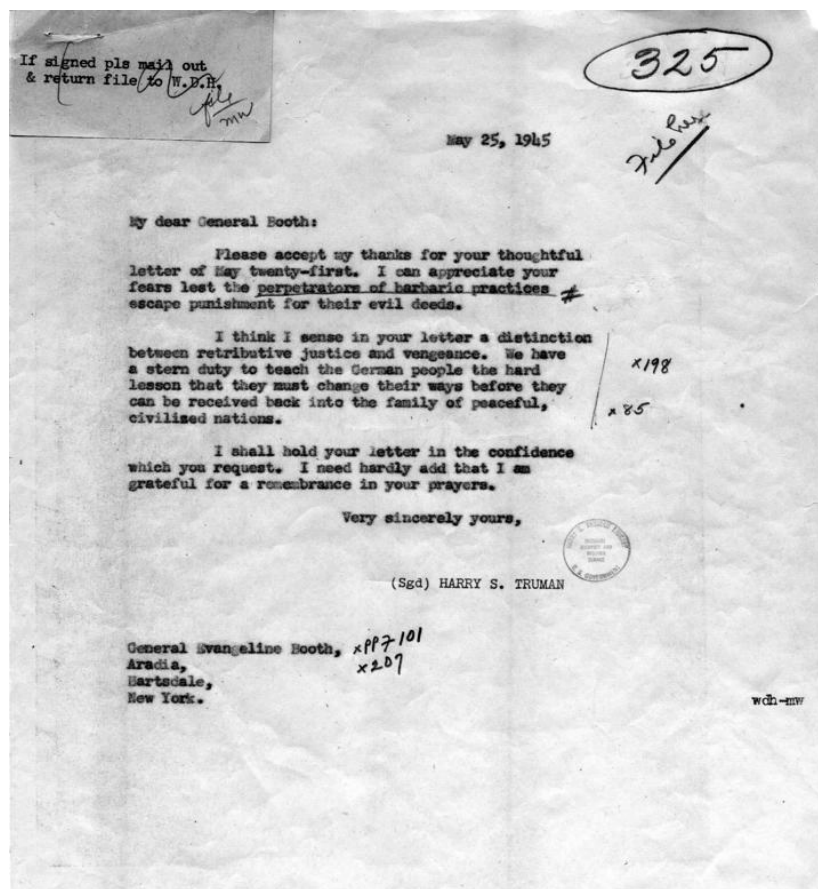 If signed pls mail out
& return file to W.D.H.
file
mw
325
May 25, 1945
File
My dear General Booth:
Please accept my thanks for your thoughtful
letter of May twenty-first. I can appreciate your
fears lest the perpetrators of barbaric practices #
escape punishment for their evil deeds.
I think I sense in your letter a distinction
between retributive justice and vengeance. We have
a stern duty to teach the German people the hard
lesson that they must change their ways before they
can be received back into the family of peaceful,
civilized nations.
x198
x85
I shall hold your letter in the confidence
which you request. I need hardly add that I am
grateful for a remembrance in your prayers.
Very sincerely yours,
(Sgd) HARRY S. TRUMAN
General Evangeline Booth, xPP7101
Aradia, x207
Hartsdale,
New York.
wdh-mw